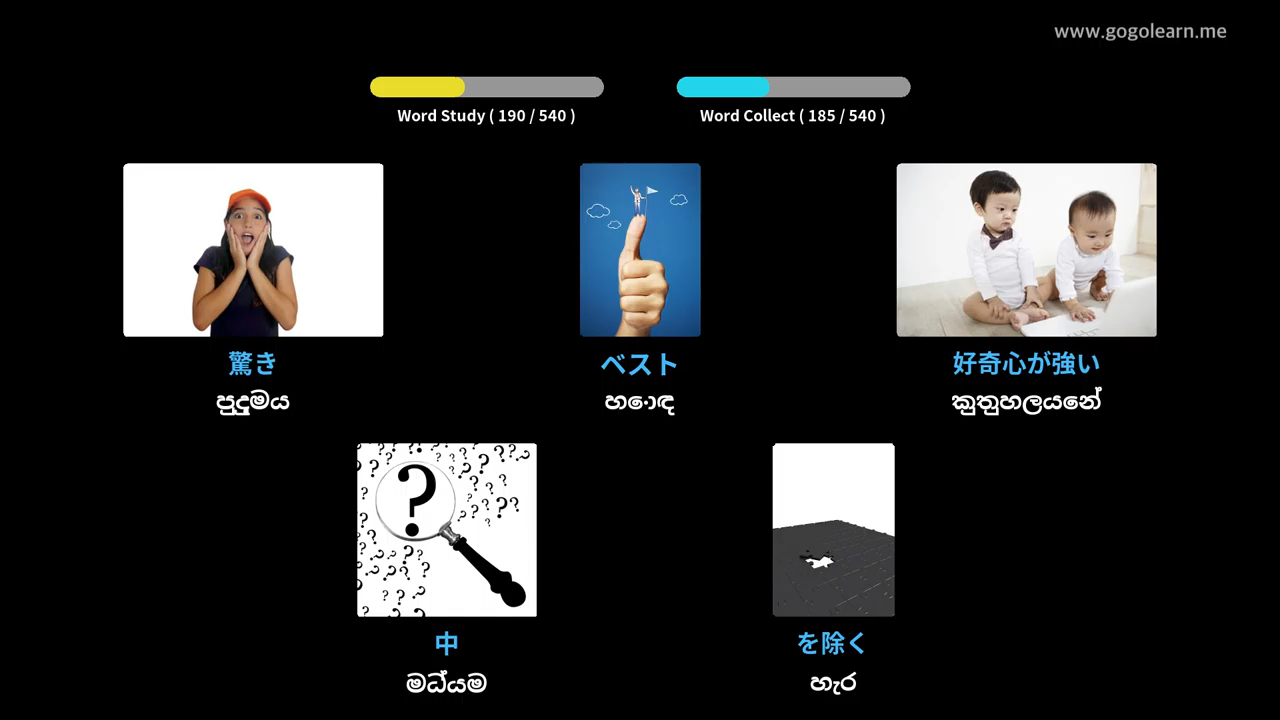 www.gogolearn.me
Word Study ( 190 / 540 )
Word Collect ( 185 / 540 )
驚き
ベスト
好奇心が強い
පුදුමය
හොඳ
කුතුහලයනේ
中
を除く
මධ්යම
හැර